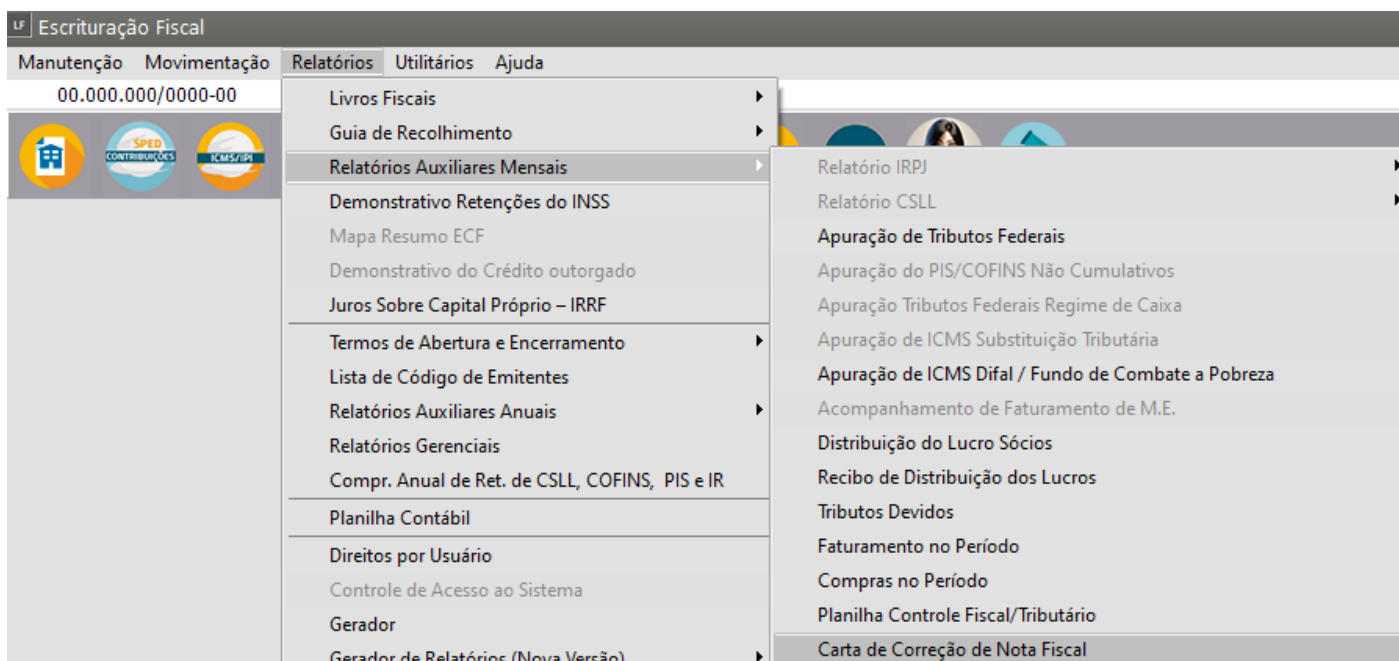 LF Escrituração Fiscal
Manutenção Movimentação Relatórios Utilitários Ajuda
00.000.000/0000-00
SPED
CONTRIBUIÇÕES
ICMS/IPI
Livros Fiscais
Guia de Recolhimento
Relatórios Auxiliares Mensais
Demonstrativo Retenções do INSS
Mapa Resumo ECF
Demonstrativo do Crédito outorgado
Juros Sobre Capital Próprio – IRRF
Termos de Abertura e Encerramento
Lista de Código de Emitentes
Relatórios Auxiliares Anuais
Relatórios Gerenciais
Compr. Anual de Ret. de CSLL, COFINS, PIS e IR
Planilha Contábil
Direitos por Usuário
Controle de Acesso ao Sistema
Gerador
Gerador de Relatórios (Nova Versão)
Relatório IRPJ
Relatório CSLL
Apuração de Tributos Federais
Apuração do PIS/COFINS Não Cumulativos
Apuração Tributos Federais Regime de Caixa
Apuração de ICMS Substituição Tributária
Apuração de ICMS Difal / Fundo de Combate a Pobreza
Acompanhamento de Faturamento de M.E.
Distribuição do Lucro Sócios
Recibo de Distribuição dos Lucros
Tributos Devidos
Faturamento no Período
Compras no Período
Planilha Controle Fiscal/Tributário
Carta de Correção de Nota Fiscal